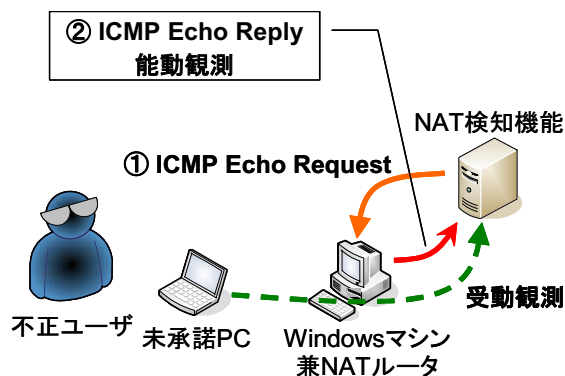 ② ICMP Echo Reply
能動観測
NAT検知機能
① ICMP Echo Request
受動観測
不正ユーザ
未承諾PC
Windowsマシン
兼NATルータ